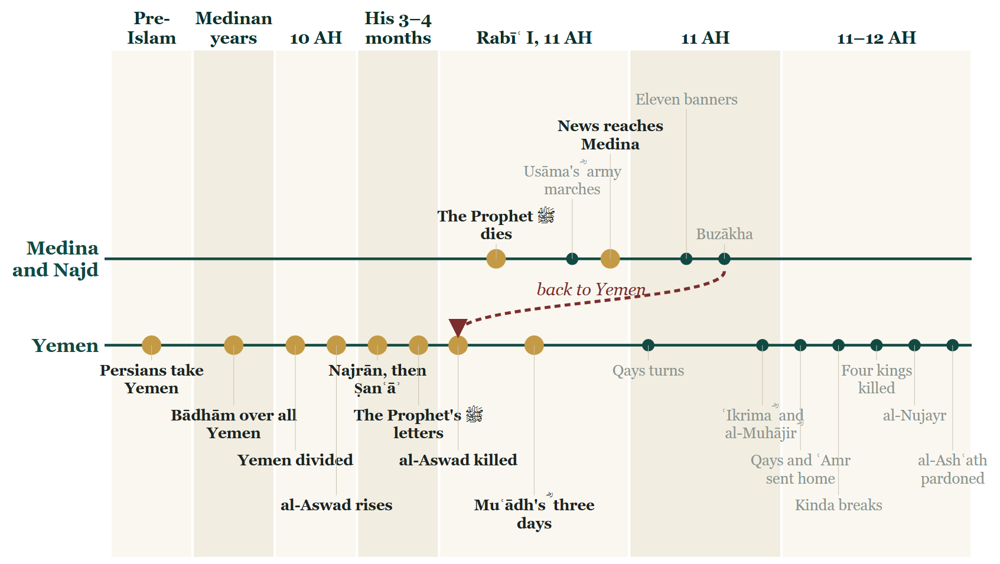 Pre-
Islam
Medinan
years
10 AH
His 3–4
months
Rabīʿ I, 11 AH
11 AH
11–12 AH
Eleven banners
News reaches
Medina
Usāma's ؓ army
marches
The Prophet ﷺ
dies
Buzākha
Medina
and Najd
back to Yemen
Yemen
Persians take
Yemen
Najrān, then
Ṣanʿāʾ
Qays turns
Four kings
killed
Bādhām over all
Yemen
The Prophet's ﷺ
letters
ʿIkrima ؓ and
al-Muhājir ؓ
al-Nujayr
Yemen divided
al-Aswad killed
Qays and ʿAmr
sent home
al-Ashʿath
pardoned
al-Aswad rises
Muʿādh's ؓ three
days
Kinda breaks